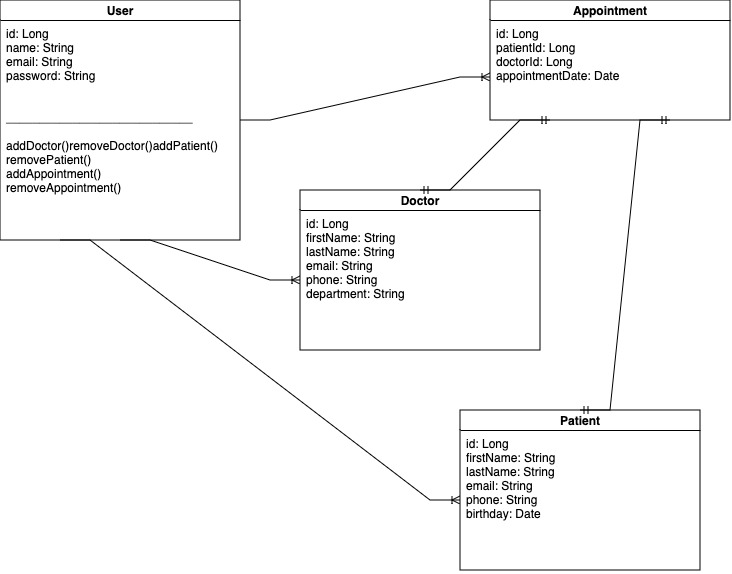 User
id: Long
name: String
email: String
password: String
addDoctor()removeDoctor()addPatient()
removePatient()
addAppointment()
removeAppointment()
Appointment
id: Long
patientId: Long
doctorId: Long
appointmentDate: Date
Doctor
id: Long
firstName: String
lastName: String
email: String
phone: String
department: String
Patient
id: Long
firstName: String
lastName: String
email: String
phone: String
birthday: Date